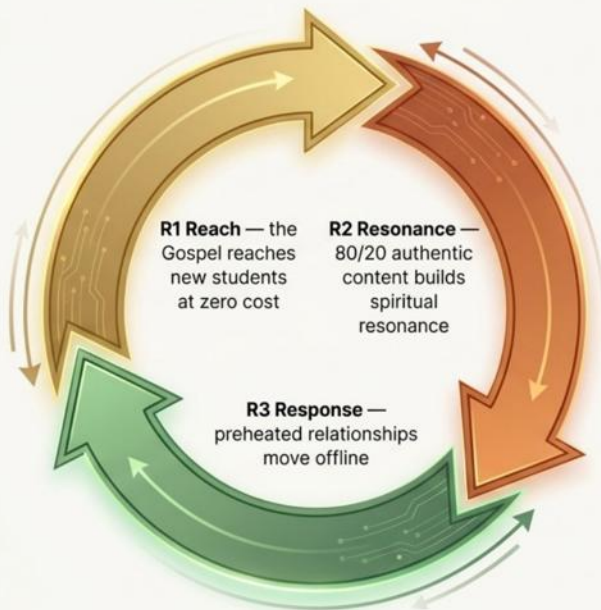 R1 Reach — the
Gospel reaches
new students
at zero cost
R2 Resonance —
80/20 authentic
content builds
spiritual
resonance
R3 Response —
preheated relationships
move offline